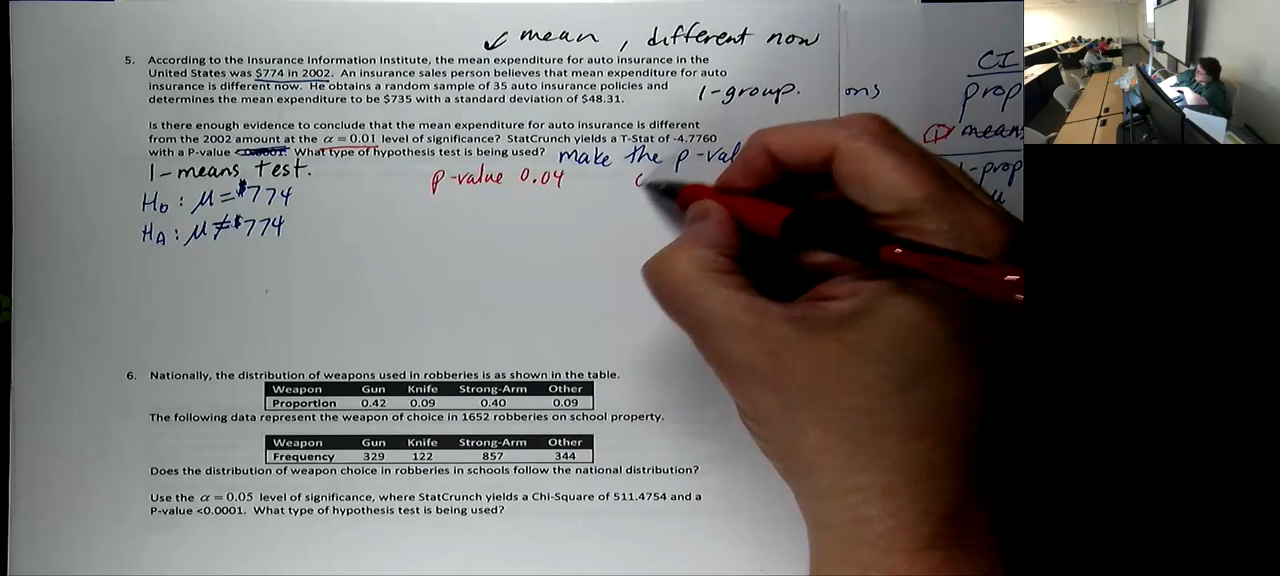 mean, different now
5. According to the Insurance Information Institute, the mean expenditure for auto insurance in the
United States was $774 in 2002. An insurance sales person believes that mean expenditure for auto
insurance is different now. He obtains a random sample of 35 auto insurance policies and
determines the mean expenditure to be $735 with a standard deviation of $48.31.
1-group.
Is there enough evidence to conclude that the mean expenditure for auto insurance is different
from the 2002 amount at the α = 0.01 level of significance? StatCrunch yields a T-Stat of -4.7760
with a P-value <0.0001. What type of hypothesis test is being used?
make the p-val
1-means test.
p-value 0.04
H₀ : μ = $774
Hₐ : μ ≠ $774
ons
CI
prop
① means
1-prop
μ
6. Nationally, the distribution of weapons used in robberies is as shown in the table.
Weapon Gun Knife Strong-Arm Other
Proportion 0.42 0.09 0.40 0.09
The following data represent the weapon of choice in 1652 robberies on school property.
Weapon Gun Knife Strong-Arm Other
Frequency 329 122 857 344
Does the distribution of weapon choice in robberies in schools follow the national distribution?
Use the α = 0.05 level of significance, where StatCrunch yields a Chi-Square of 511.4754 and a
P-value <0.0001. What type of hypothesis test is being used?